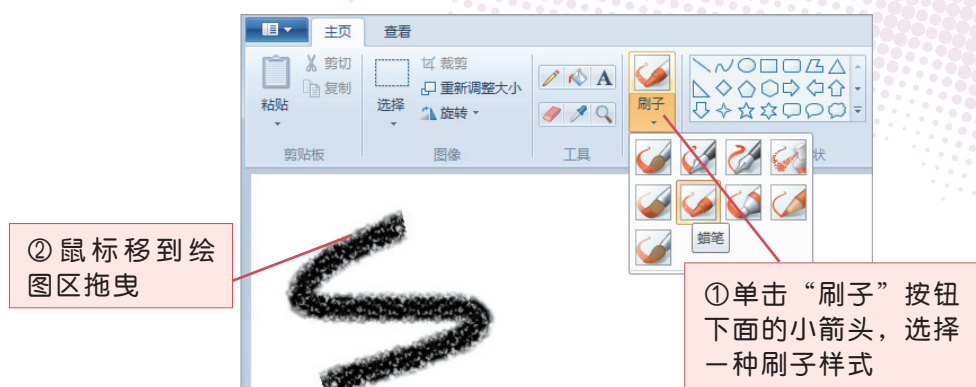 主页 查看
剪切
复制
粘贴
剪贴板
裁剪
重新调整大小
旋转
选择
图像
A
工具
刷子
状
蜡笔
②鼠标移到绘
图区拖曳
①单击“刷子”按钮
下面的小箭头，选择
一种刷子样式